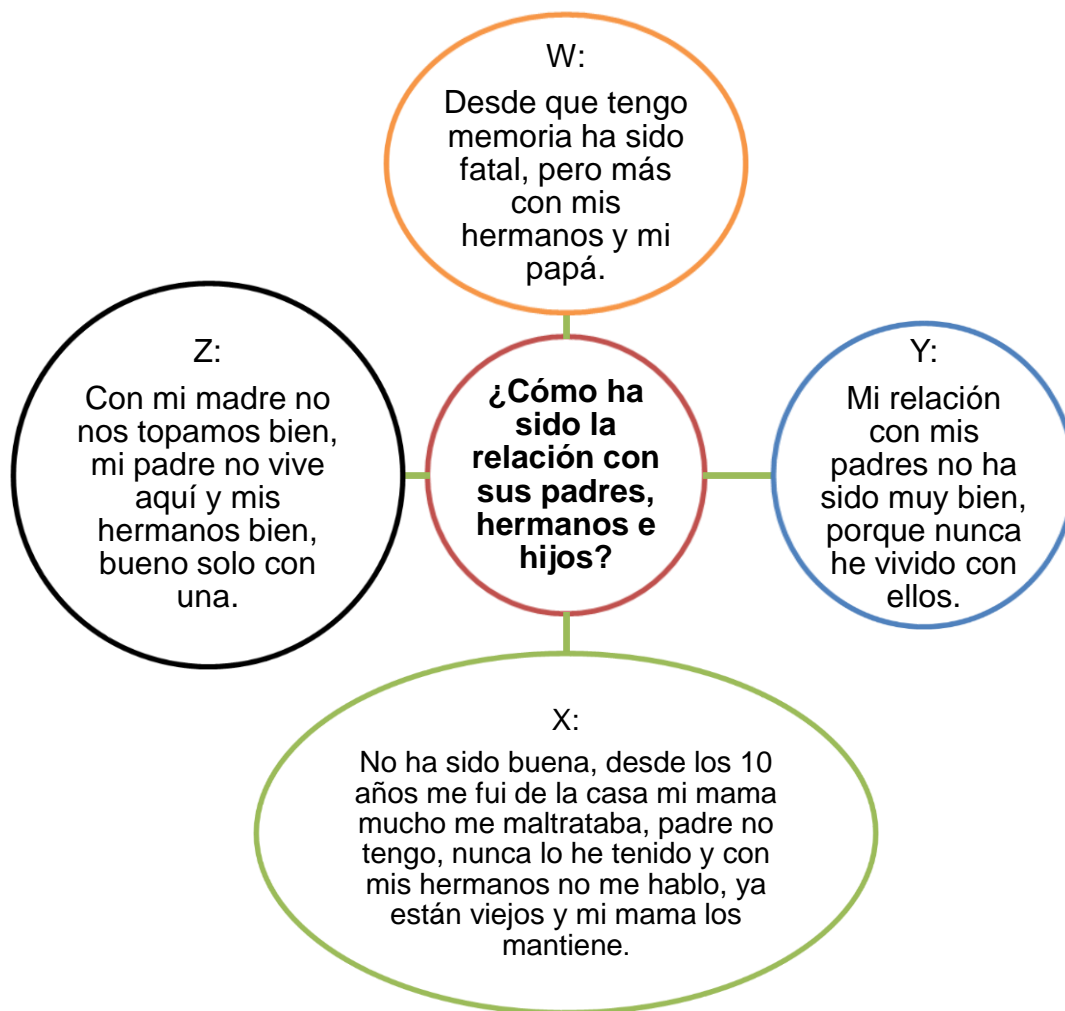 W:
Desde que tengo
memoria ha sido
fatal, pero más
con mis
hermanos y mi
papá.
Z:
Con mi madre no
nos topamos bien,
mi padre no vive
aquí y mis
hermanos bien,
bueno solo con
una.
¿Cómo ha
sido la
relación con
sus padres,
hermanos e
hijos?
Y:
Mi relación
con mis
padres no ha
sido muy bien,
porque nunca
he vivido con
ellos.
X:
No ha sido buena, desde los 10
años me fui de la casa mi mama
mucho me maltrataba, padre no
tengo, nunca lo he tenido y con
mis hermanos no me hablo, ya
están viejos y mi mama los
mantiene.